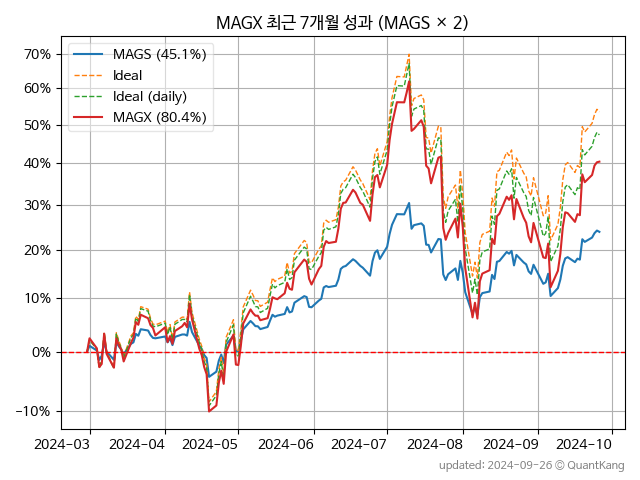 MAGX 최근 7개월 성과 (MAGS × 2)
MAGS (45.1%)
Ideal
Ideal (daily)
MAGX (80.4%)
70%
60%
50%
40%
30%
20%
10%
0%
−10%
2024−03 2024−04 2024−05 2024−06 2024−07 2024−08 2024−09 2024−10
updated: 2024-09-26 © QuantKang